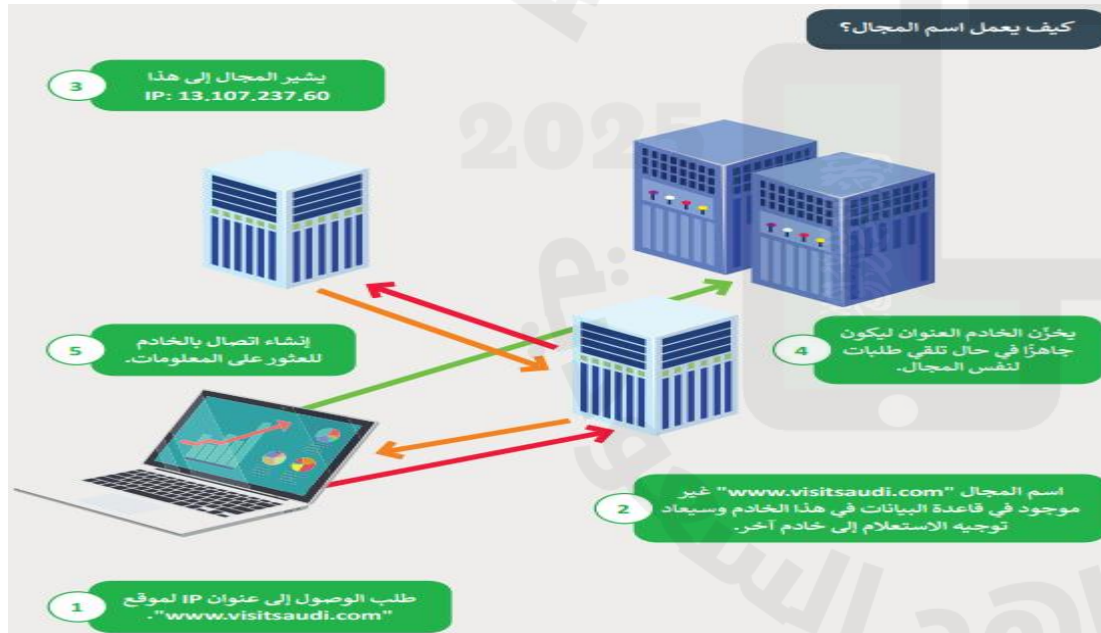 كيف يعمل اسم المجال؟
3
يشير المجال إلى هذا
IP: 13.107.237.60
2025
5
إنشاء اتصال بالخادم
للعثور على المعلومات.
4
يخزّن الخادم العنوان ليكون
جاهزًا في حال تلقي طلبات
لنفس المجال.
2
اسم المجال "www.visitsaudi.com" غير
موجود في قاعدة البيانات في هذا الخادم وسيعاد
توجيه الاستعلام إلى خادم آخر.
1
طلب الوصول إلى عنوان IP لموقع
"www.visitsaudi.com".